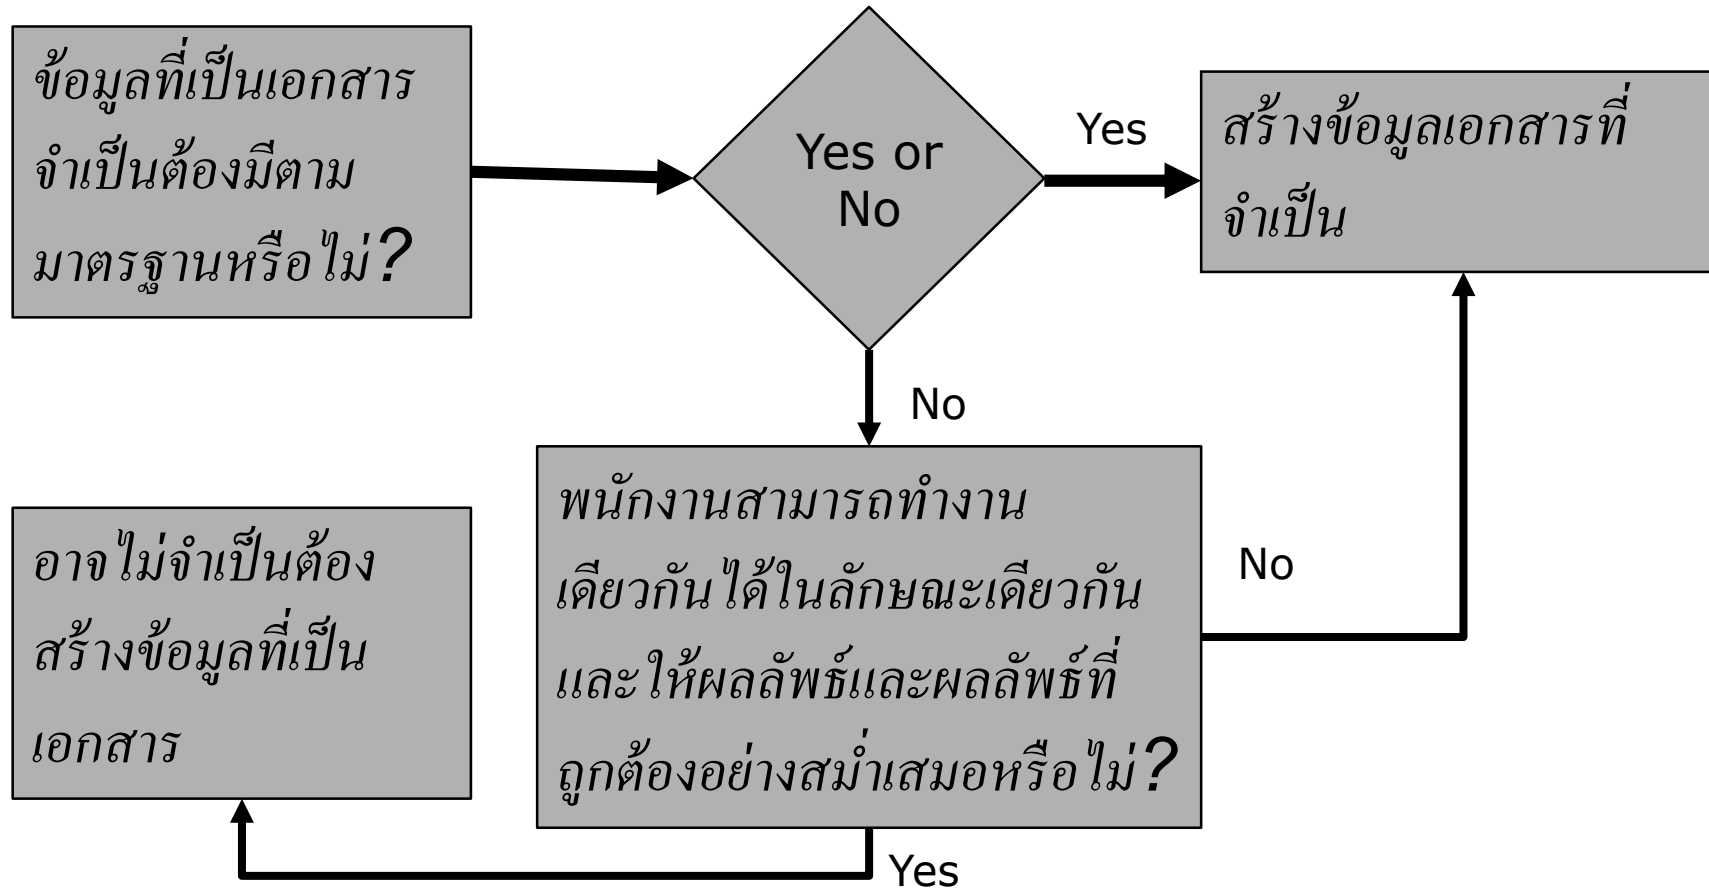 ข้อมูลที่เป็นเอกสาร
จำเป็นต้องมีตาม
มาตรฐานหรือไม่?
Yes or
No
Yes
สร้างข้อมูลเอกสารที่
จำเป็น
No
พนักงานสามารถทำงาน
เดียวกันได้ในลักษณะเดียวกัน
และให้ผลลัพธ์และผลลัพธ์ที่
ถูกต้องอย่างสม่ำเสมอหรือไม่?
No
อาจไม่จำเป็นต้อง
สร้างข้อมูลที่เป็น
เอกสาร
Yes